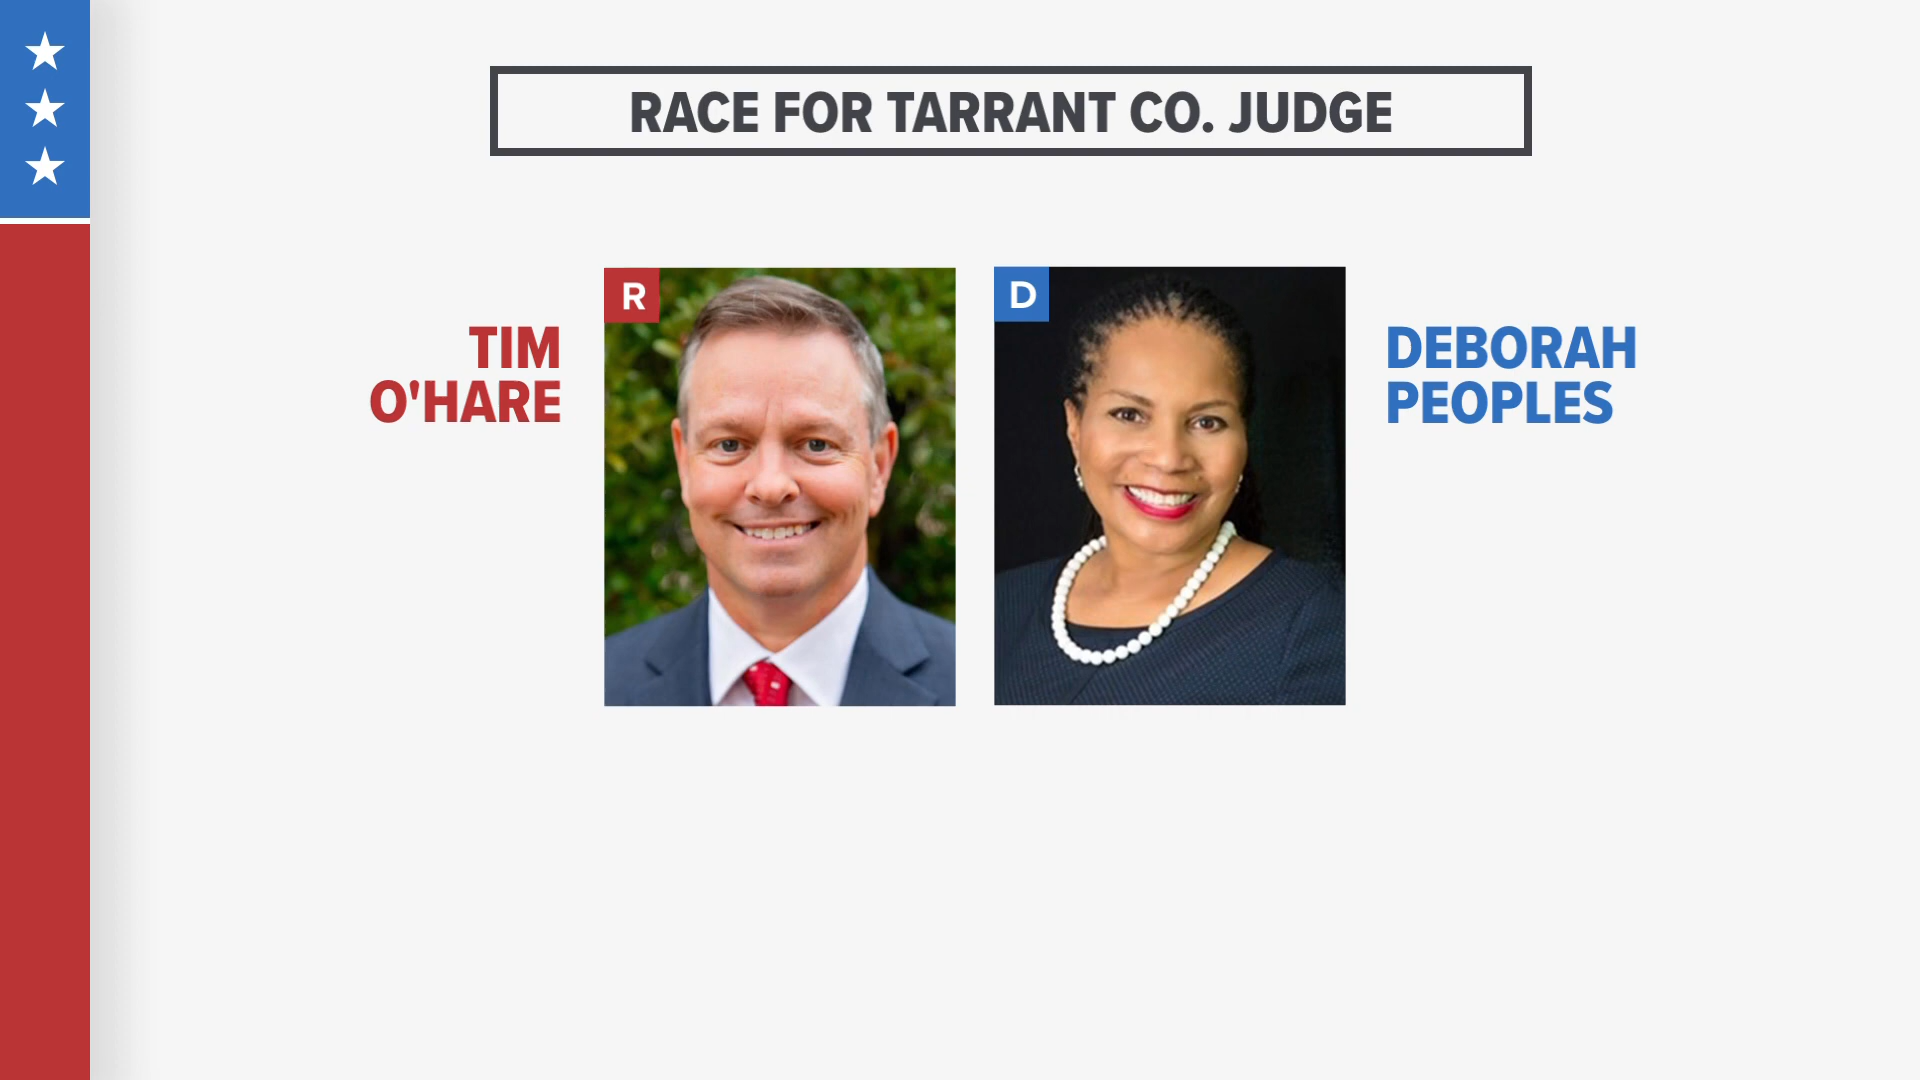 RACE FOR TARRANT CO. JUDGE
TIM
O'HARE
R
D
DEBORAH
PEOPLES